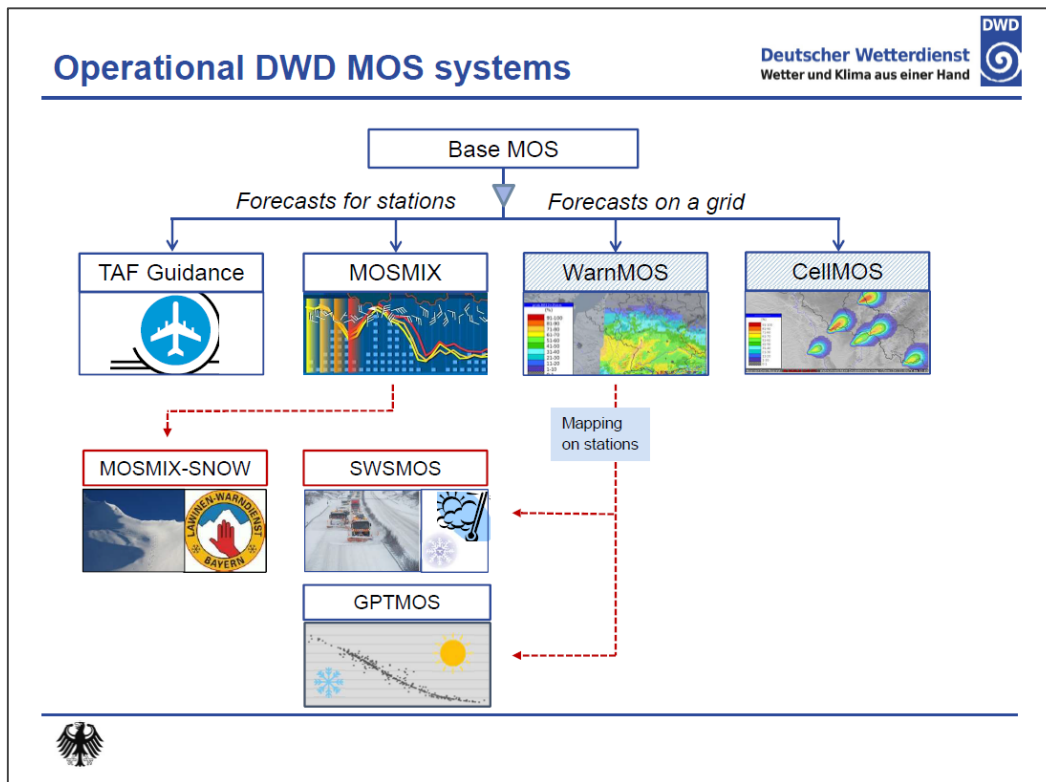 Operational DWD MOS systems
DWD
Deutscher Wetterdienst
Wetter und Klima aus einer Hand
Base MOS
Forecasts for stations
Forecasts on a grid
TAF Guidance
MOSMIX
WarnMOS
CellMOS
Mapping
on stations
MOSMIX-SNOW
SWSMOS
LAWINEN-WARNDIENST
BAYERN
GPTMOS